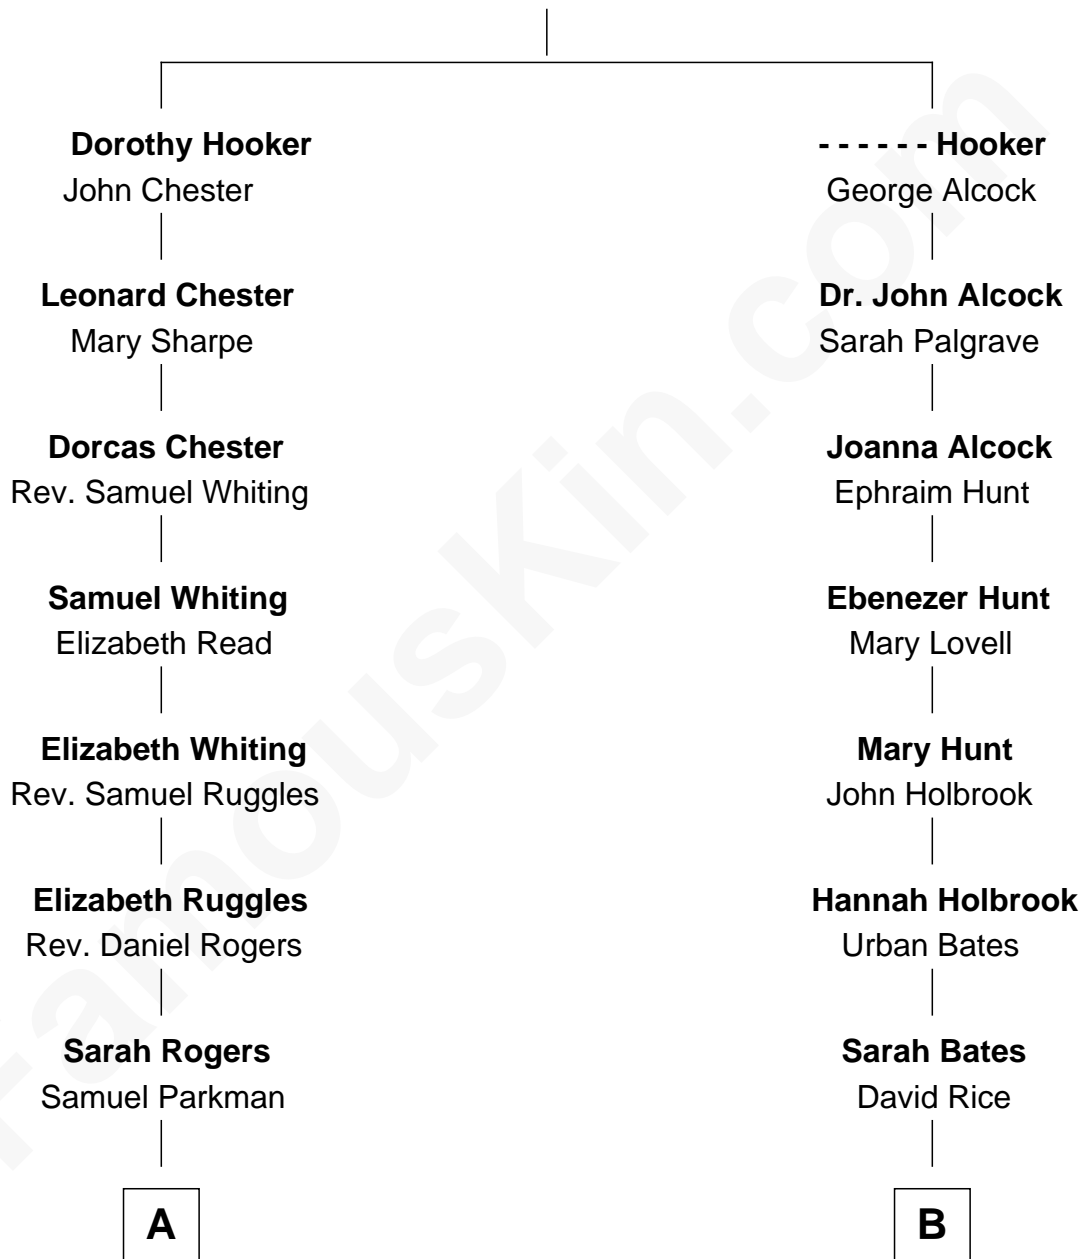 Dorothy Hooker
John Chester
Leonard Chester
Mary Sharpe
Dorcas Chester
Rev. Samuel Whiting
Samuel Whiting
Elizabeth Read
Elizabeth Whiting
Rev. Samuel Ruggles
Elizabeth Ruggles
Rev. Daniel Rogers
Sarah Rogers
Samuel Parkman
A
- - - - - - Hooker
George Alcock
Dr. John Alcock
Sarah Palgrave
Joanna Alcock
Ephraim Hunt
Ebenezer Hunt
Mary Lovell
Mary Hunt
John Holbrook
Hannah Holbrook
Urban Bates
Sarah Bates
David Rice
B
FamousKin.com